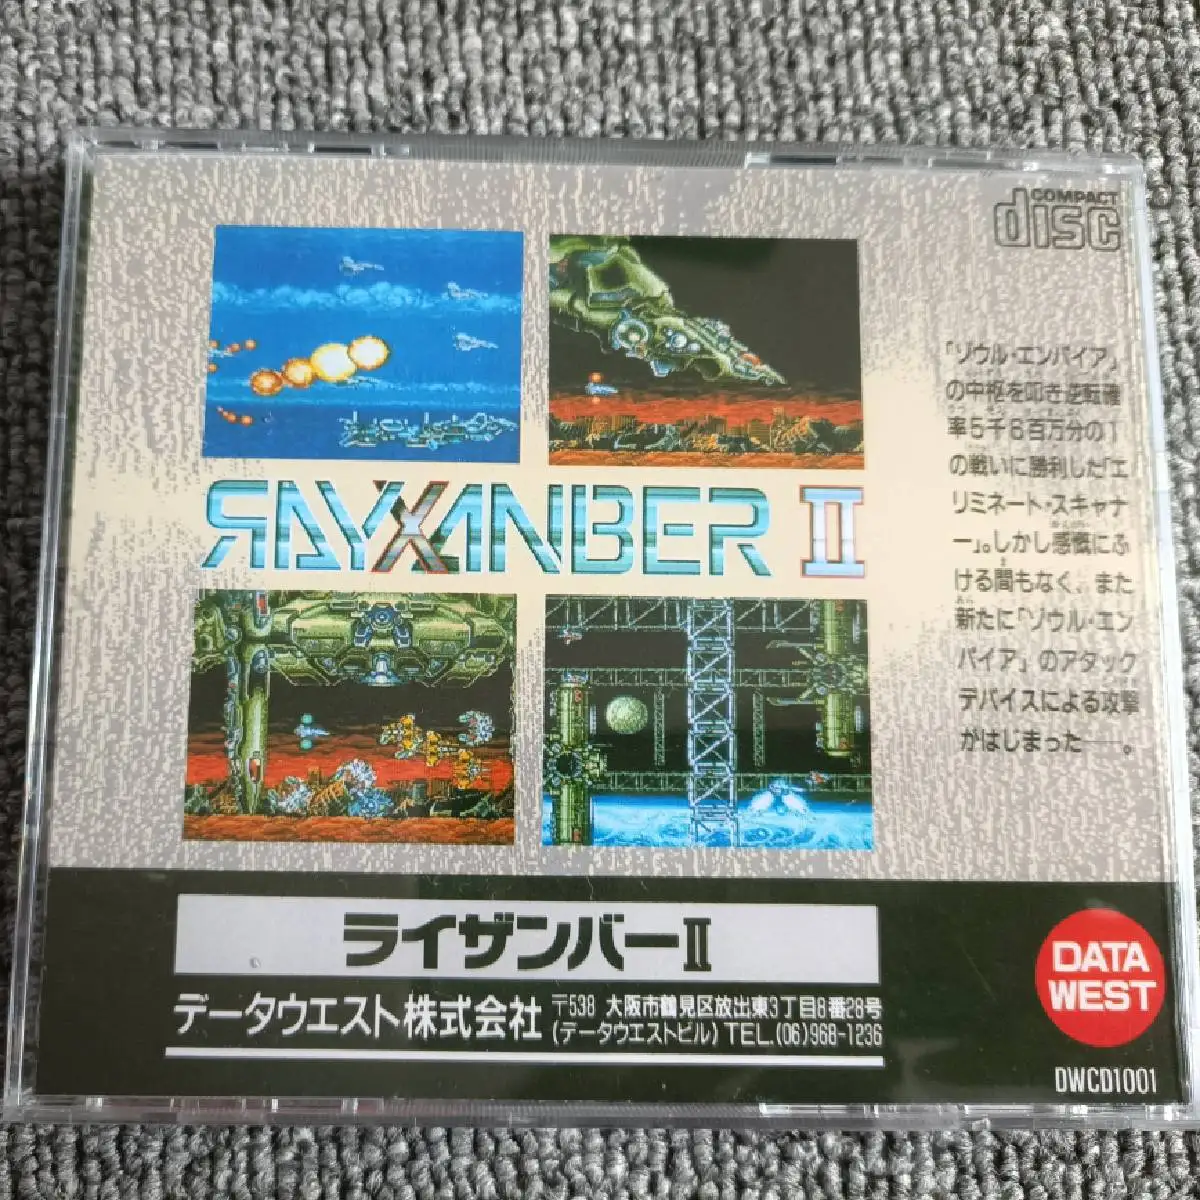 COMPACT
disc
「ゾウル・エンパイア」
の中枢を叩き逆転確
率5千6百万分の1
の戦いに勝利した「エ
リミネート・スキャナ
ー」。しかし感慨にふ
ける間もなく、また
新たに「ゾウル・エン
パイア」のアタック
デバイスによる攻撃
がはじまった──。
RAYXANBER II
ライザンバーII
データウエスト株式会社
〒538 大阪市鶴見区放出東3丁目8番28号
(データウエストビル) TEL.(06)968-1236
DATA
WEST
DWCD1001